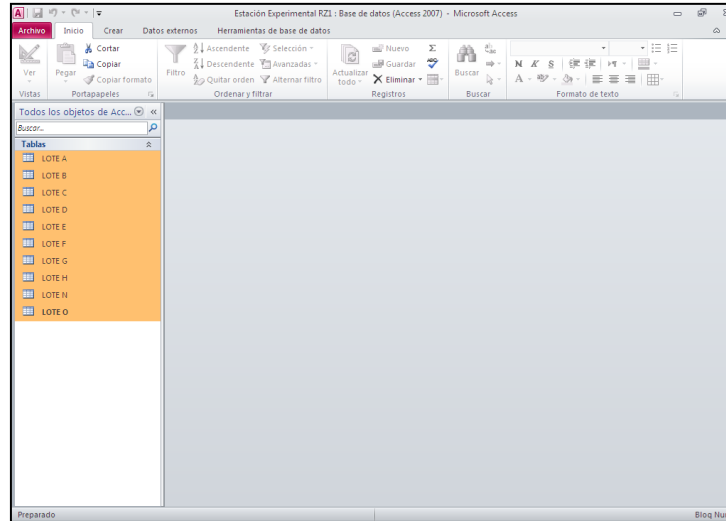 Estación Experimental RZ1 : Base de datos (Access 2007) - Microsoft Access
Archivo Inicio Crear Datos externos Herramientas de base de datos
Ver
Vistas
Pegar
Cortar
Copiar
Copiar formato
Portapapeles
Filtro
Ascendente
Descendente
Quitar orden
Selección
Avanzadas
Alternar filtro
Ordenar y filtrar
Actualizar
todo
Nuevo
Guardar
Eliminar
Σ
Registros
Buscar
Buscar
N K S
A
Formato de texto
Todos los objetos de Acc...
Buscar...
Tablas
LOTE A
LOTE B
LOTE C
LOTE D
LOTE E
LOTE F
LOTE G
LOTE H
LOTE N
LOTE O
Preparado
Bloq Nu